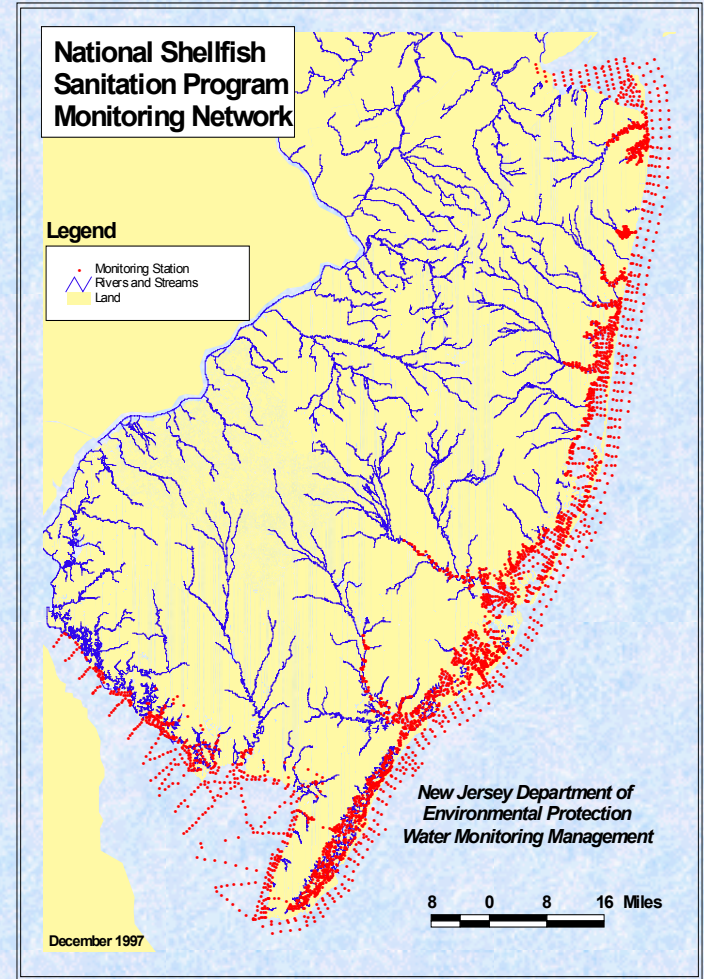 National Shellfish
Sanitation Program
Monitoring Network
Legend
Monitoring Station
Rivers and Streams
Land
New Jersey Department of
Environmental Protection
Water Monitoring Management
8 0 8 16 Miles
December 1997